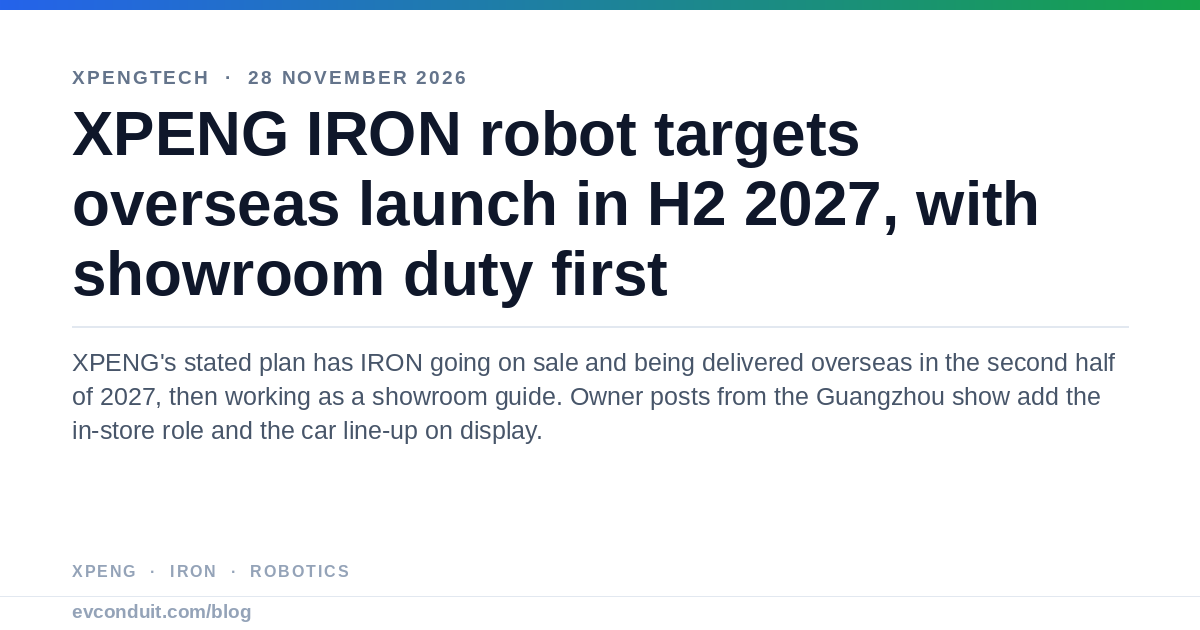 XPENGTECH · 28 NOVEMBER 2026
XPENG IRON robot targets
overseas launch in H2 2027, with
showroom duty first
XPENG's stated plan has IRON going on sale and being delivered overseas in the second half
of 2027, then working as a showroom guide. Owner posts from the Guangzhou show add the
in-store role and the car line-up on display.
XPENG · IRON · ROBOTICS
evconduit.com/blog